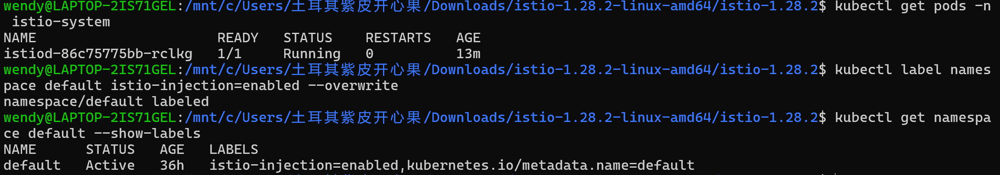 wendy@LAPTOP-2IS71GEL:/mnt/c/Users/土耳其紫皮开心果/Downloads/istio-1.28.2-linux-amd64/istio-1.28.2$ kubectl get pods -n
 istio-system
NAME                      READY   STATUS    RESTARTS   AGE
istiod-86c75775bb-rclkg   1/1     Running   0          13m
wendy@LAPTOP-2IS71GEL:/mnt/c/Users/土耳其紫皮开心果/Downloads/istio-1.28.2-linux-amd64/istio-1.28.2$ kubectl label names
pace default istio-injection=enabled --overwrite
namespace/default labeled
wendy@LAPTOP-2IS71GEL:/mnt/c/Users/土耳其紫皮开心果/Downloads/istio-1.28.2-linux-amd64/istio-1.28.2$ kubectl get namespa
ce default --show-labels
NAME      STATUS   AGE   LABELS
default   Active   36h   istio-injection=enabled,kubernetes.io/metadata.name=default